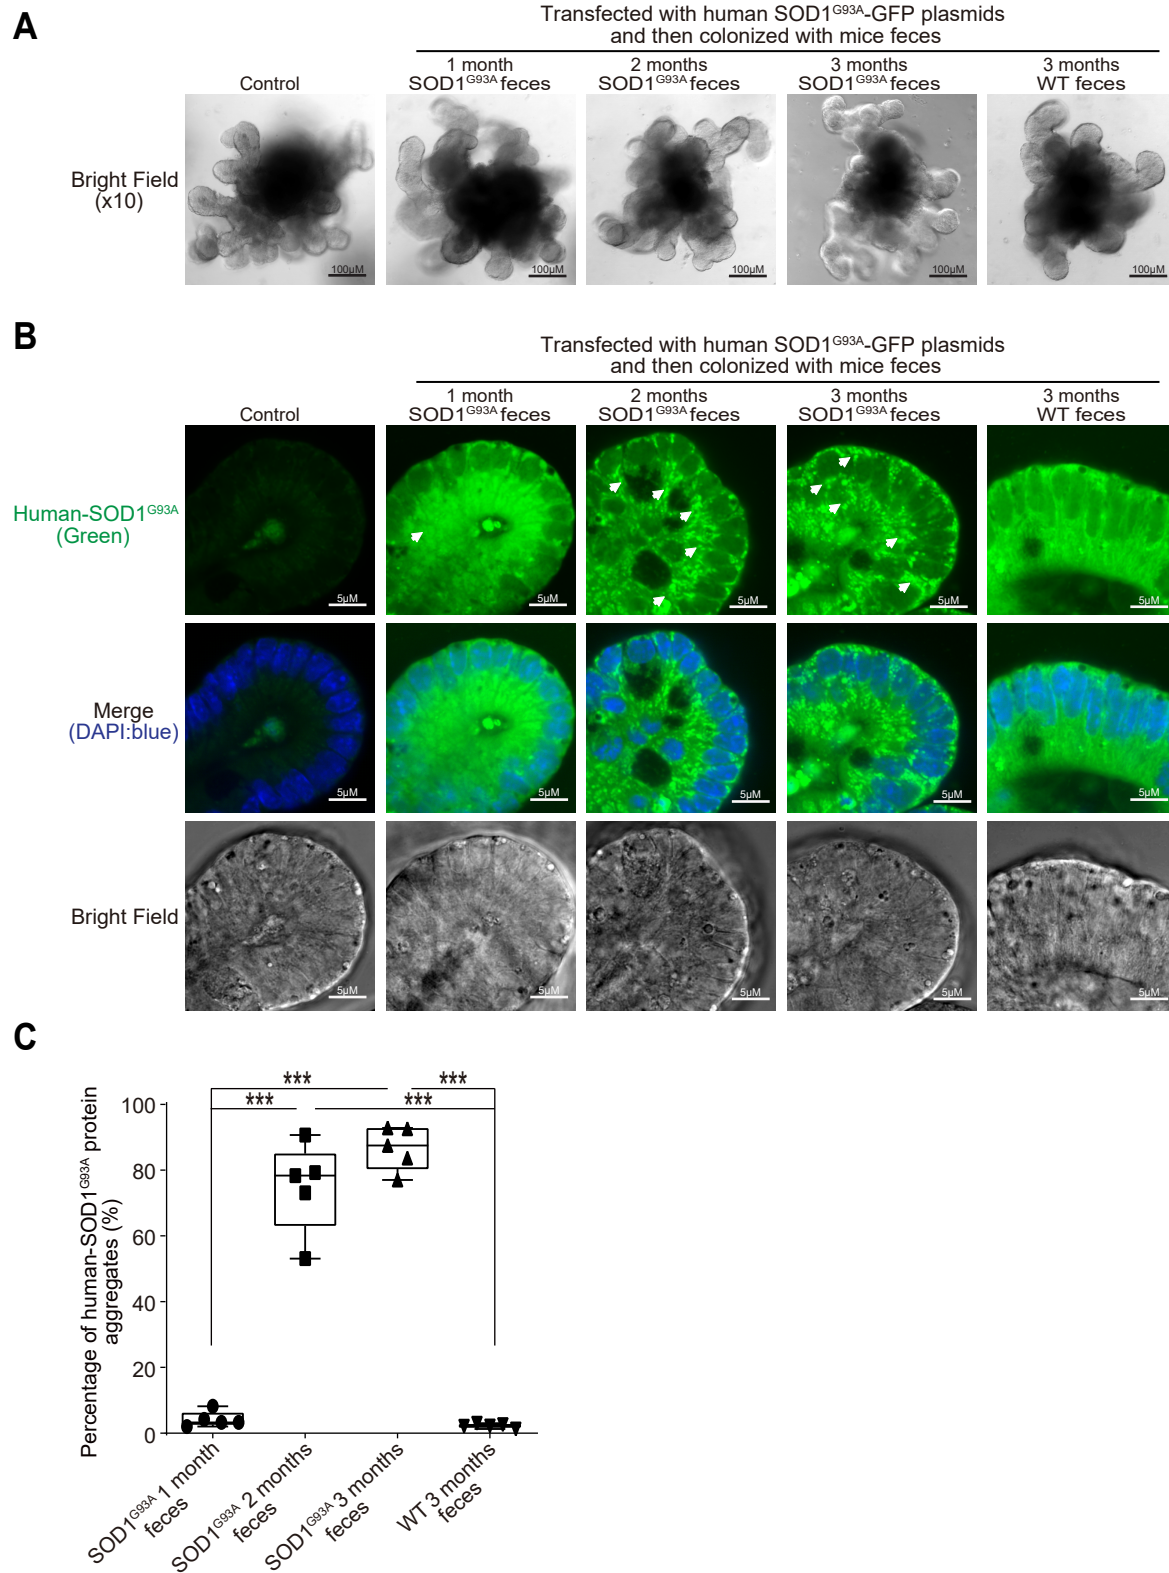 A
Transfected with human SOD1G93A-GFP plasmids
and then colonized with mice feces
Control
1 month
SOD1G93A feces
2 months
SOD1G93A feces
3 months
SOD1G93A feces
3 months
WT feces
Bright Field
(x10)
100µM
100µM
100µM
100µM
100µM
B
Transfected with human SOD1G93A-GFP plasmids
and then colonized with mice feces
Control
1 month
SOD1G93A feces
2 months
SOD1G93A feces
3 months
SOD1G93A feces
3 months
WT feces
Human-SOD1G93A
(Green)
5µM
5µM
5µM
5µM
5µM
Merge
(DAPI:blue)
5µM
5µM
5µM
5µM
5µM
Bright Field
5µM
5µM
5µM
5µM
5µM
C
Percentage of human-SOD1G93A protein
aggregates (%)
100
80
60
40
20
0
***
***
***
***
SOD1G93A 1 month
feces
SOD1G93A 2 months
feces
SOD1G93A 3 months
feces
WT 3 months
feces